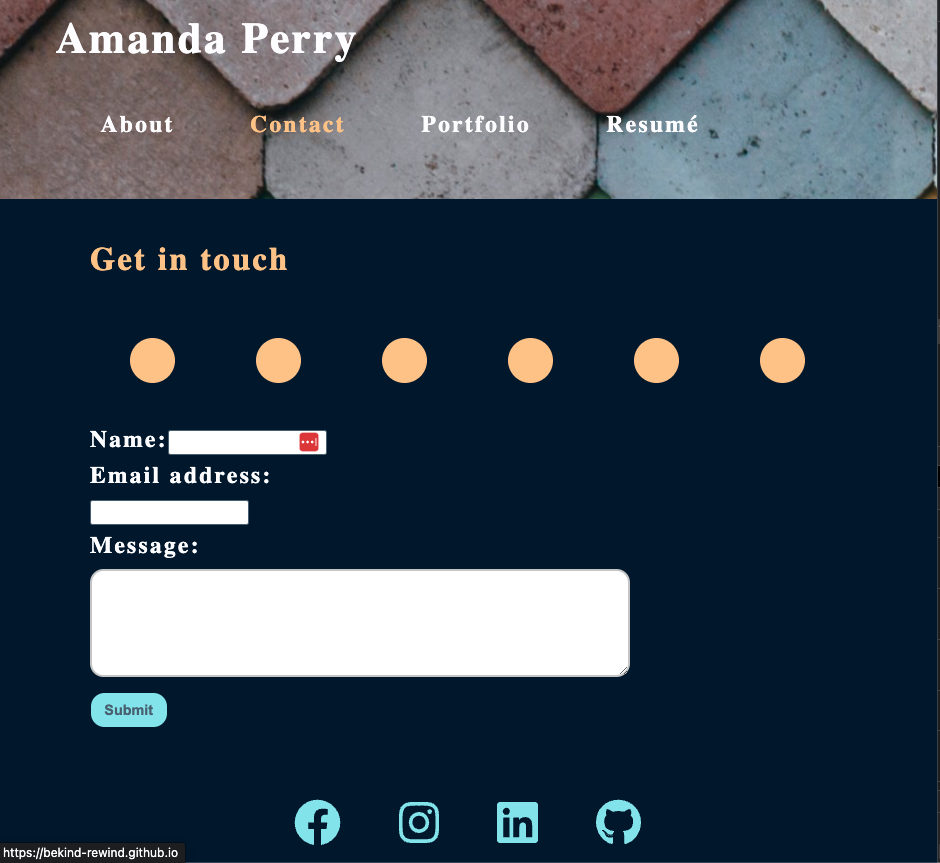 Amanda Perry
About Contact Portfolio Resumé
Get in touch
Name:
Email address:
Message:
Submit
https://bekind-rewind.github.io